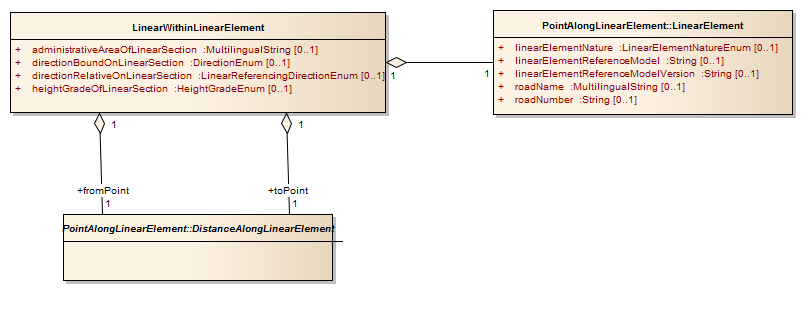 LinearWithinLinearElement
+ administrativeAreaOfLinearSection :MultilingualString [0..1]
+ directionBoundOnLinearSection :DirectionEnum [0..1]
+ directionRelativeOnLinearSection :LinearReferencingDirectionEnum [0..1]
+ heightGradeOfLinearSection :HeightGradeEnum [0..1]
PointAlongLinearElement::LinearElement
+ linearElementNature :LinearElementNatureEnum [0..1]
+ linearElementReferenceModel :String [0..1]
+ linearElementReferenceModelVersion :String [0..1]
+ roadName :MultilingualString [0..1]
+ roadNumber :String [0..1]
1
1
1
1
+fromPoint
+toPoint
1
1
PointAlongLinearElement::DistanceAlongLinearElement